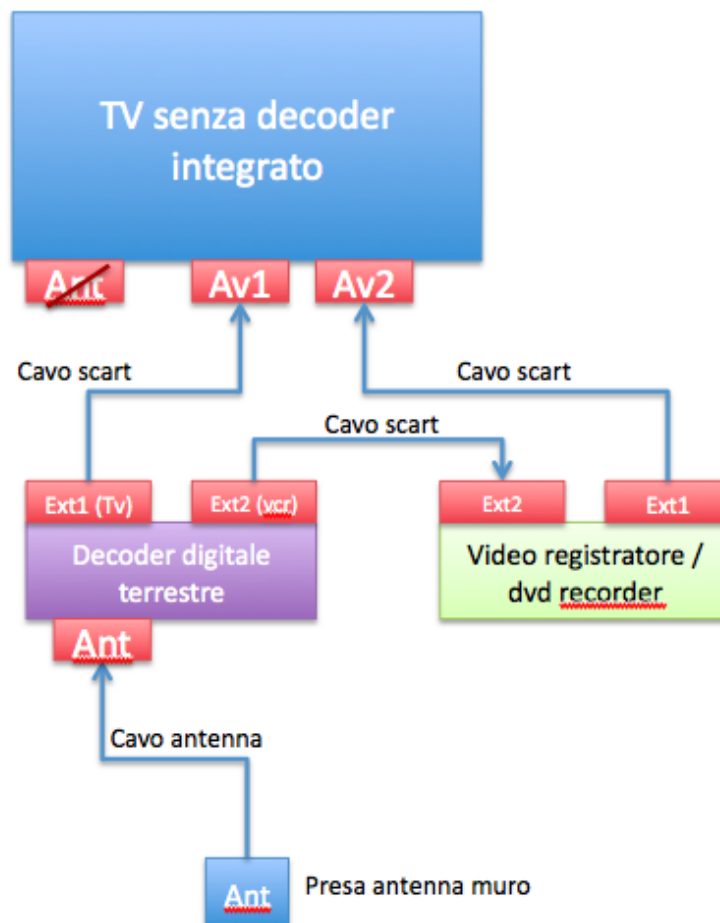 TV senza decoder
integrato
Ant
Av1
Av2
Cavo scart
Cavo scart
Cavo scart
Ext1 (Tv)
Ext2 (vcr)
Ext2
Ext1
Decoder digitale
terrestre
Video registratore /
dvd recorder
Ant
Cavo antenna
Ant
Presa antenna muro